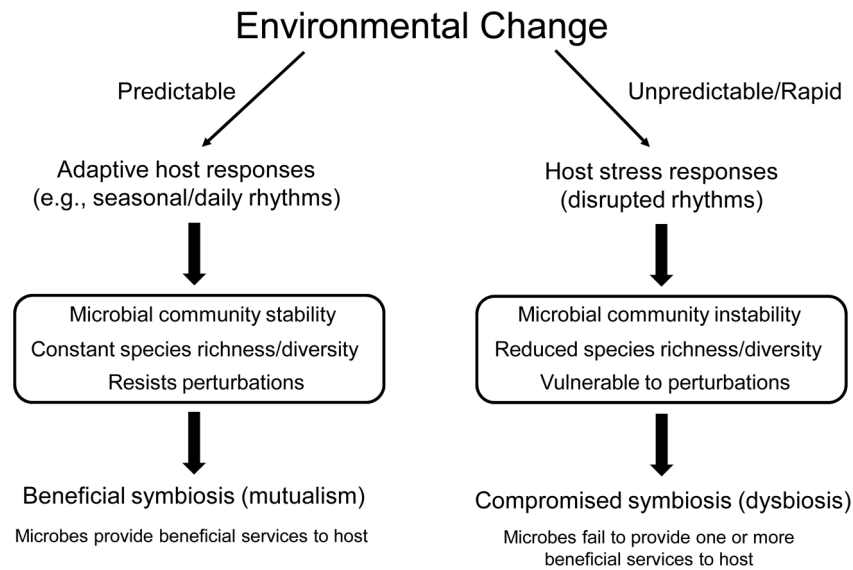 Environmental Change
Predictable
Unpredictable/Rapid
Adaptive host responses
(e.g., seasonal/daily rhythms)
Host stress responses
(disrupted rhythms)
Microbial community stability
Constant species richness/diversity
Resists perturbations
Microbial community instability
Reduced species richness/diversity
Vulnerable to perturbations
Beneficial symbiosis (mutualism)
Microbes provide beneficial services to host
Compromised symbiosis (dysbiosis)
Microbes fail to provide one or more
beneficial services to host